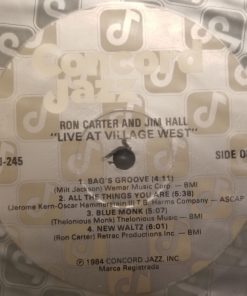 Concord
Jazz
RON CARTER AND JIM HALL
"LIVE AT VILLAGE WEST"
-245
SIDE O
1. BAG'S GROOVE (4:11)
(Milt Jackson) Wemar Music Corp. — BMI
2. ALL THE THINGS YOU ARE (5:38)
(Jerome Kern-Oscar Hammerstein II) T.B. Harms Company — ASCAP
3. BLUE MONK (5:07)
(Thelonious Monk) Thelonious Music — BMI
4. NEW WALTZ (6:01)
(Ron Carter) Retrac Productions Inc. — BMI
℗ 1984 CONCORD JAZZ, INC
Marca Registrada